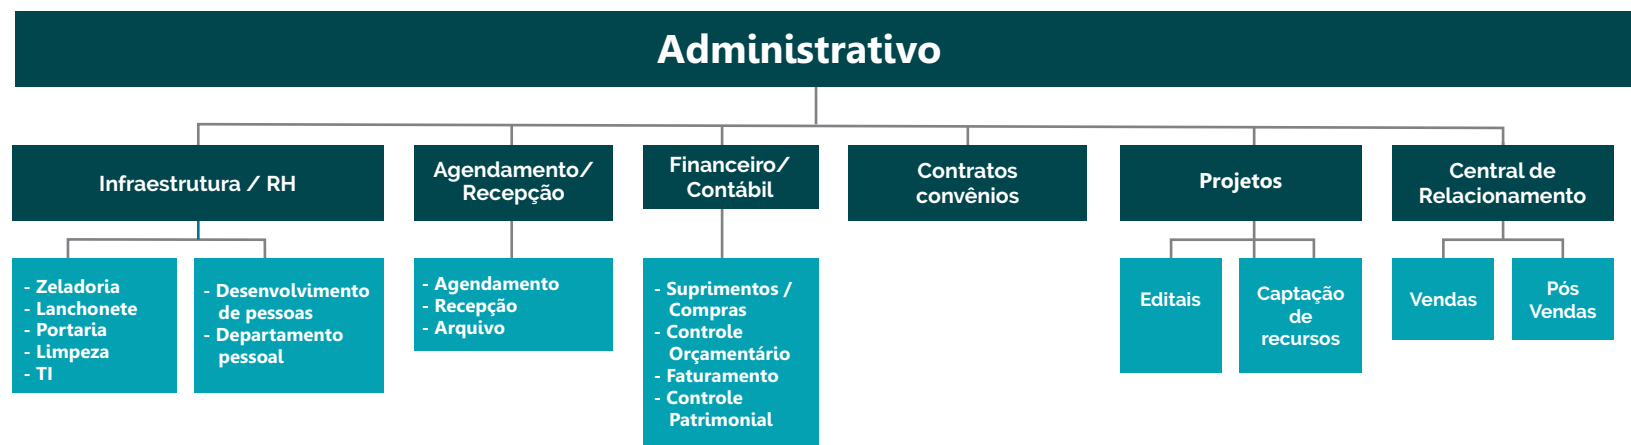 Administrativo
Infraestrutura / RH
Agendamento/
Recepção
Financeiro/
Contábil
Contratos
convênios
Projetos
Central de
Relacionamento
- Zeladoria
- Lanchonete
- Portaria
- Limpeza
- TI
- Desenvolvimento
de pessoas
- Departamento
pessoal
- Agendamento
- Recepção
- Arquivo
- Suprimentos /
Compras
- Controle
Orçamentário
- Faturamento
- Controle
Patrimonial
Editais
Captação
de
recursos
Vendas
Pós
Vendas